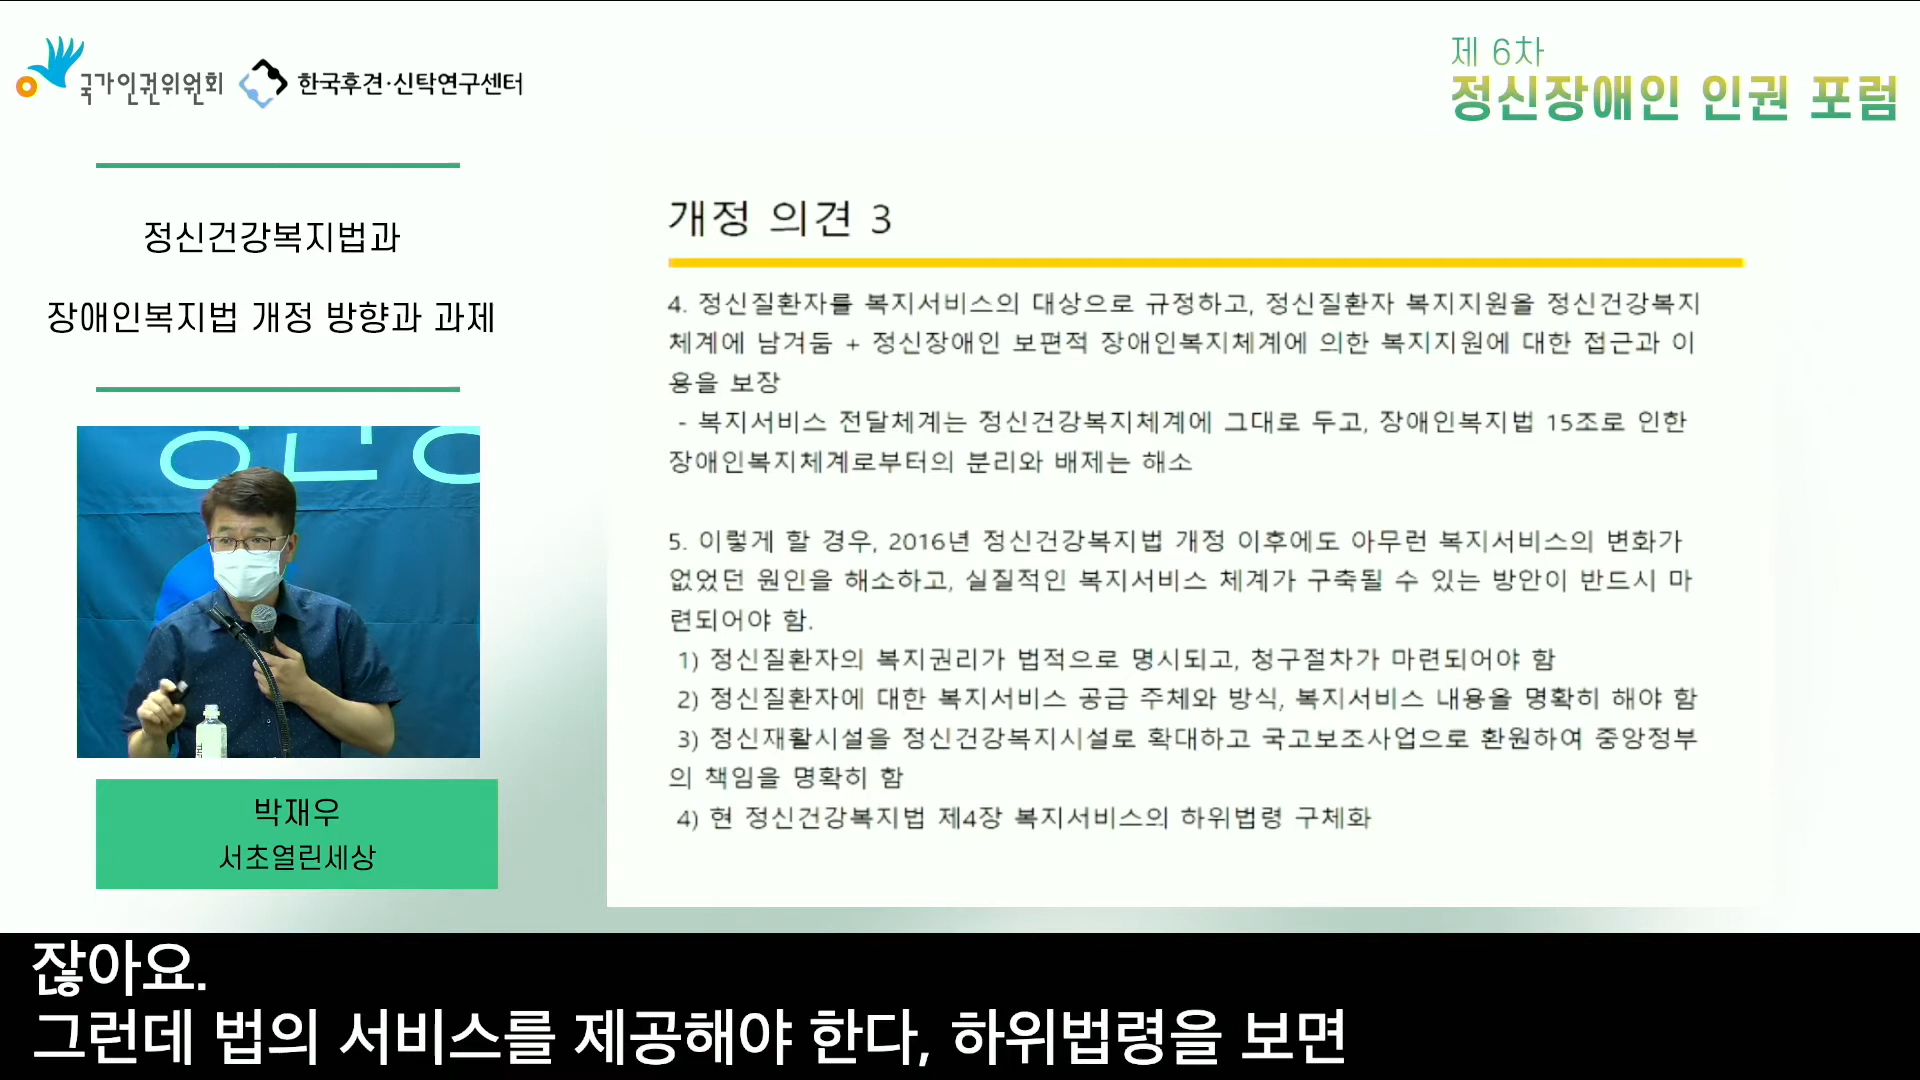 국가인권위원회
한국후견·신탁연구센터
제 6차
정신장애인 인권 포럼
정신건강복지법과
장애인복지법 개정 방향과 과제
박재우
서초열린세상
개정 의견 3
4. 정신질환자를 복지서비스의 대상으로 규정하고, 정신질환자 복지지원을 정신건강복지
체계에 남겨둠 + 정신장애인 보편적 장애인복지체계에 의한 복지지원에 대한 접근과 이
용을 보장
- 복지서비스 전달체계는 정신건강복지체계에 그대로 두고, 장애인복지법 15조로 인한
장애인복지체계로부터의 분리와 배제는 해소
5. 이렇게 할 경우, 2016년 정신건강복지법 개정 이후에도 아무런 복지서비스의 변화가
없었던 원인을 해소하고, 실질적인 복지서비스 체계가 구축될 수 있는 방안이 반드시 마
련되어야 함.
1) 정신질환자의 복지권리가 법적으로 명시되고, 청구절차가 마련되어야 함
2) 정신질환자에 대한 복지서비스 공급 주체와 방식, 복지서비스 내용을 명확히 해야 함
3) 정신재활시설을 정신건강복지시설로 확대하고 국고보조사업으로 환원하여 중앙정부
의 책임을 명확히 함
4) 현 정신건강복지법 제4장 복지서비스의 하위법령 구체화
잖아요.
그런데 법의 서비스를 제공해야 한다, 하위법령을 보면